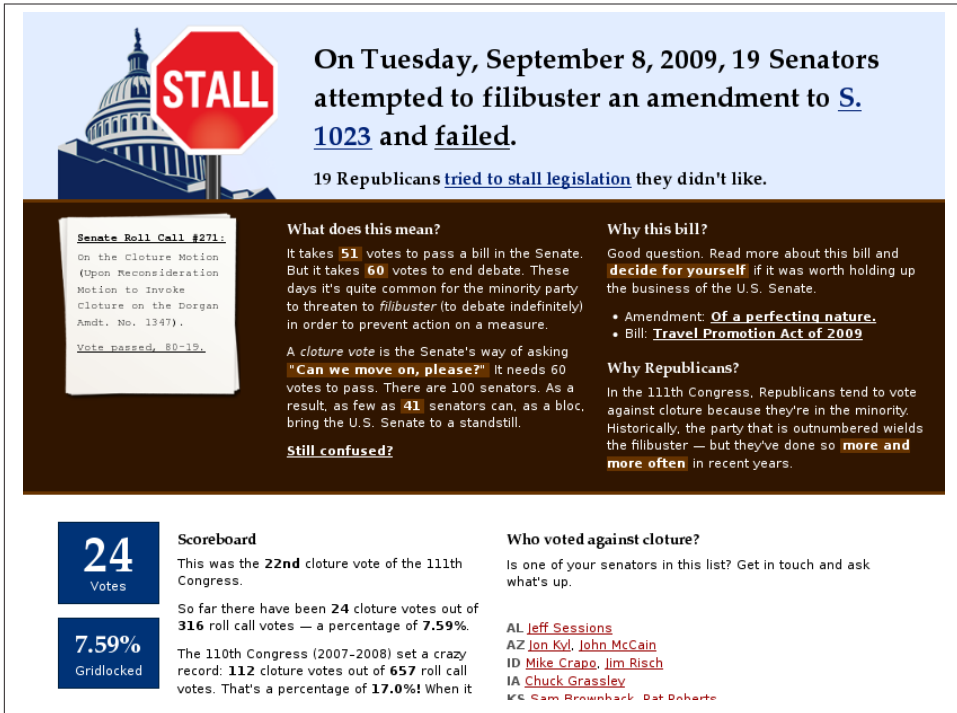 STALL
On Tuesday, September 8, 2009, 19 Senators
attempted to filibuster an amendment to S.
1023 and failed.
19 Republicans tried to stall legislation they didn't like.
Senate Roll Call #271:
On the Cloture Motion
(Upon Reconsideration
Motion to Invoke
Cloture on the Dorgan
Amdt. No. 1347).
Vote passed, 80-19.
What does this mean?
It takes 51 votes to pass a bill in the Senate.
But it takes 60 votes to end debate. These
days it's quite common for the minority party
to threaten to filibuster (to debate indefinitely)
in order to prevent action on a measure.
A cloture vote is the Senate's way of asking
"Can we move on, please?" It needs 60
votes to pass. There are 100 senators. As a
result, as few as 41 senators can, as a bloc,
bring the U.S. Senate to a standstill.
Still confused?
Why this bill?
Good question. Read more about this bill and
decide for yourself if it was worth holding up
the business of the U.S. Senate.
• Amendment: Of a perfecting nature.
• Bill: Travel Promotion Act of 2009
Why Republicans?
In the 111th Congress, Republicans tend to vote
against cloture because they're in the minority.
Historically, the party that is outnumbered wields
the filibuster — but they've done so more and
more often in recent years.
24
Votes
7.59%
Gridlocked
Scoreboard
This was the 22nd cloture vote of the 111th
Congress.
So far there have been 24 cloture votes out of
316 roll call votes — a percentage of 7.59%.
The 110th Congress (2007–2008) set a crazy
record: 112 cloture votes out of 657 roll call
votes. That's a percentage of 17.0%! When it
Who voted against cloture?
Is one of your senators in this list? Get in touch and ask
what's up.
AL Jeff Sessions
AZ Jon Kyl, John McCain
ID Mike Crapo, Jim Risch
IA Chuck Grassley
KS Sam Brownback, Pat Roberts